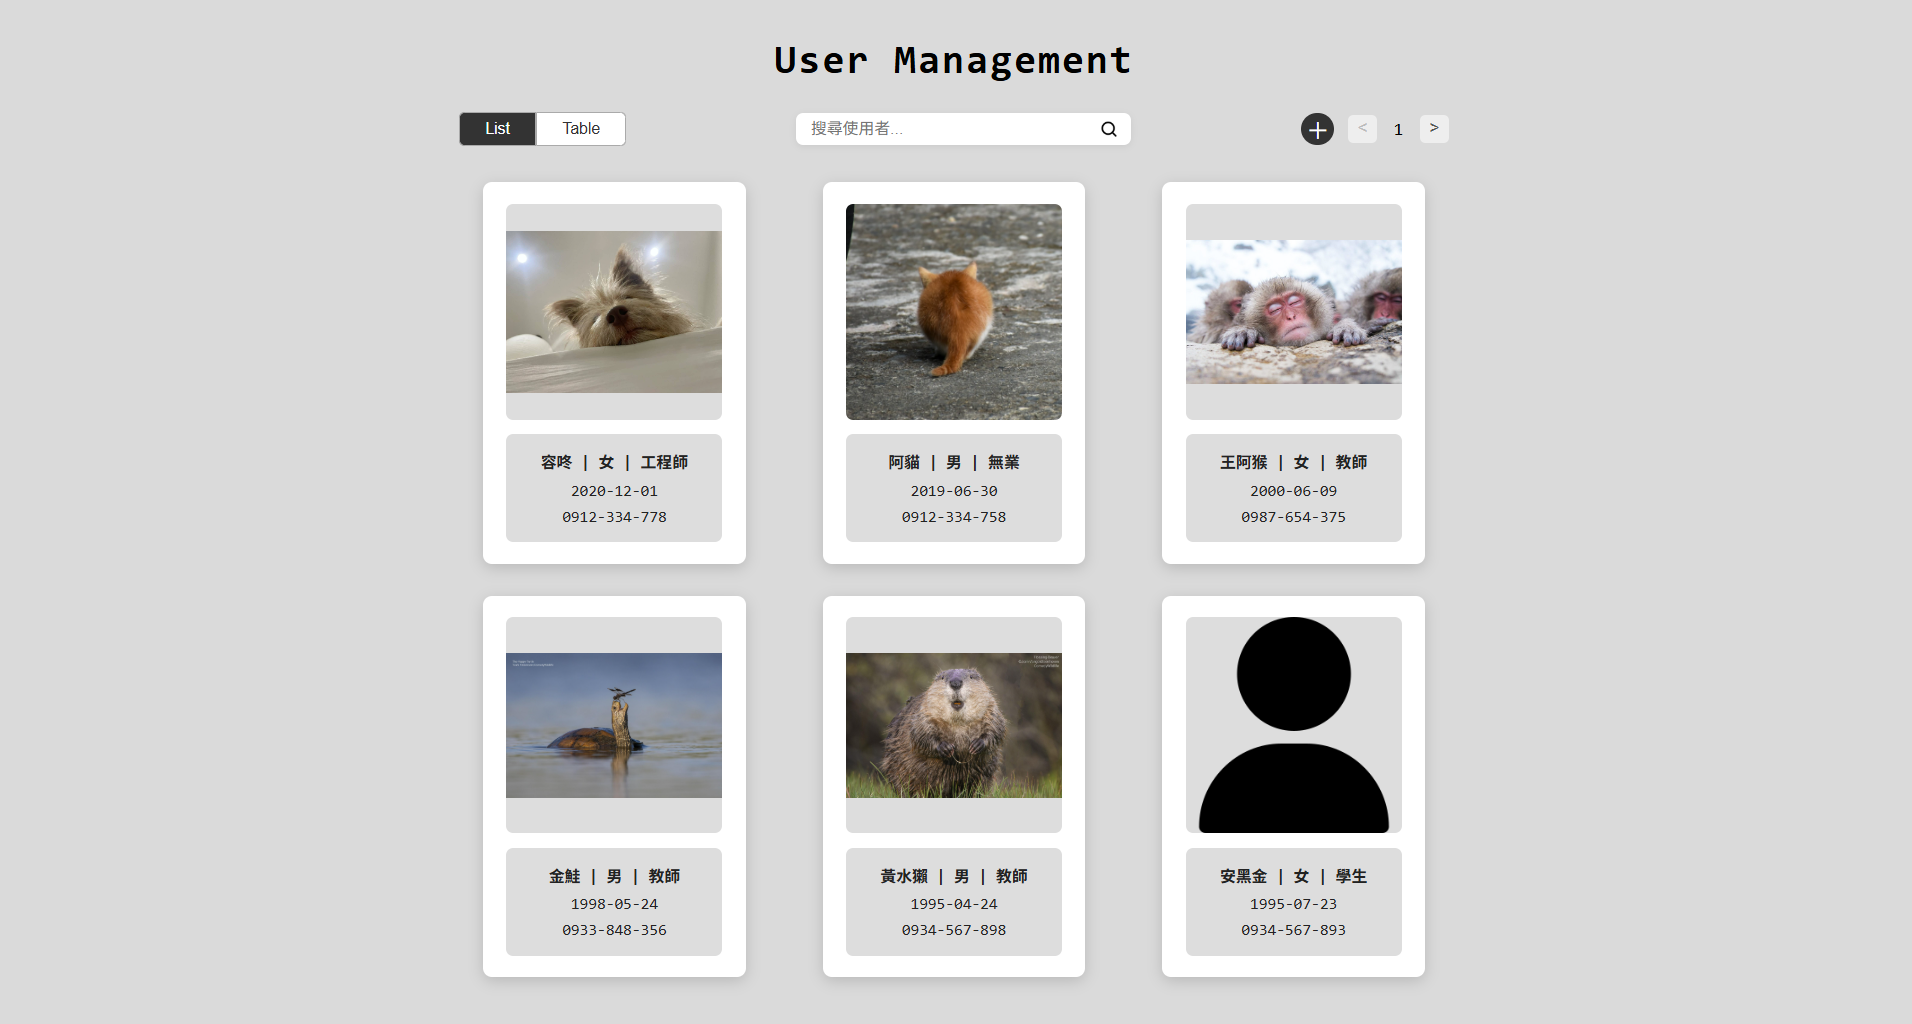 User Management
List
Table
搜尋使用者...
+
<
1
>
容咚 | 女 | 工程師
2020-12-01
0912-334-778
阿貓 | 男 | 無業
2019-06-30
0912-334-758
王阿猴 | 女 | 教師
2000-06-09
0987-654-375
金鮭 | 男 | 教師
1998-05-24
0933-848-356
黃水獺 | 男 | 教師
1995-04-24
0934-567-898
安黑金 | 女 | 學生
1995-07-23
0934-567-893